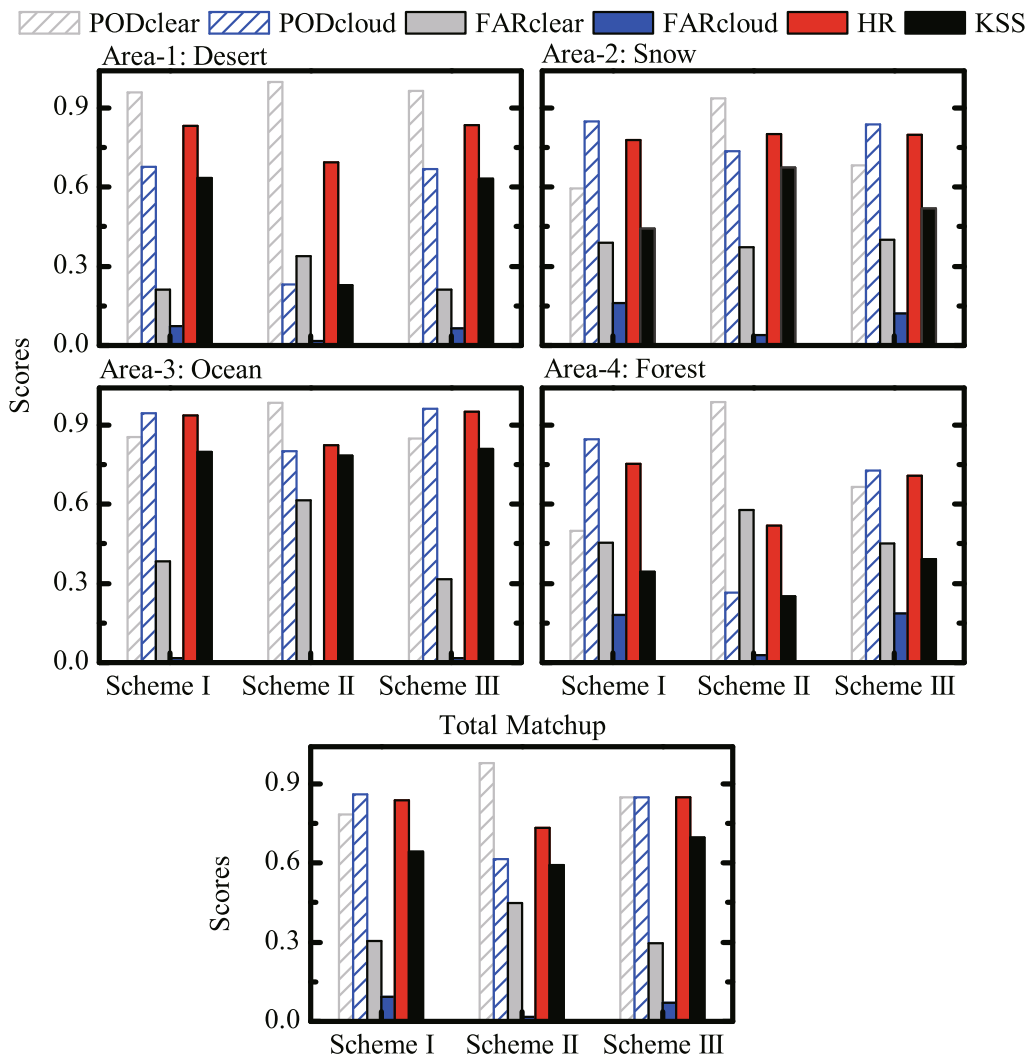 PODclear PODcloud FARclear FARcloud HR KSS
Area-1: Desert
Area-2: Snow
0.9
0.6
0.3
0.0
Scores
Area-3: Ocean
Area-4: Forest
0.9
0.6
0.3
0.0
Scheme I Scheme II Scheme III
Scheme I Scheme II Scheme III
Total Matchup
0.9
0.6
0.3
0.0
Scores
Scheme I Scheme II Scheme III